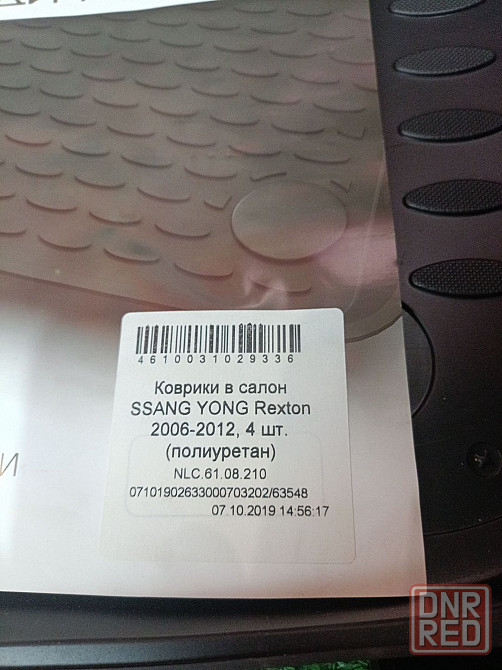 4610031029336
Коврики в салон
SSANG YONG Rexton
2006-2012, 4 шт.
(полиуретан)
NLC.61.08.210
07101902633000703202/63548
07.10.2019 14:56:17
DNR
RED